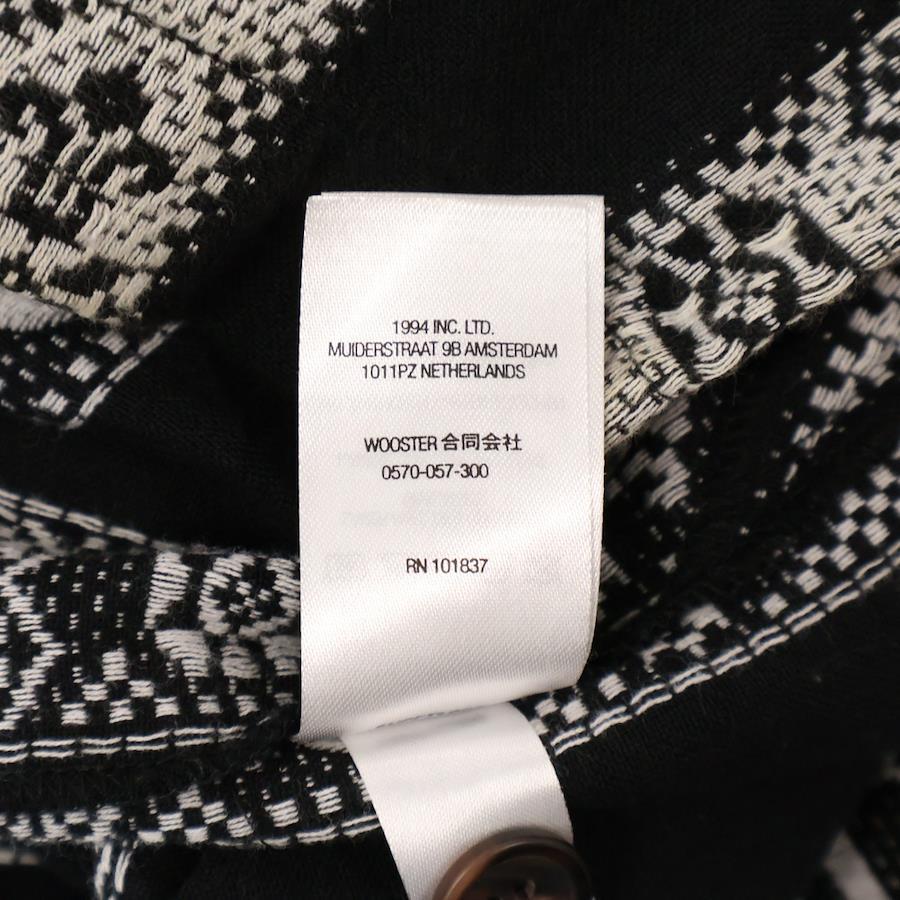 1994 INC. LTD.
MUIDERSTRAAT 9B AMSTERDAM
1011PZ NETHERLANDS
WOOSTER 合同会社
0570-057-300
RN 101837